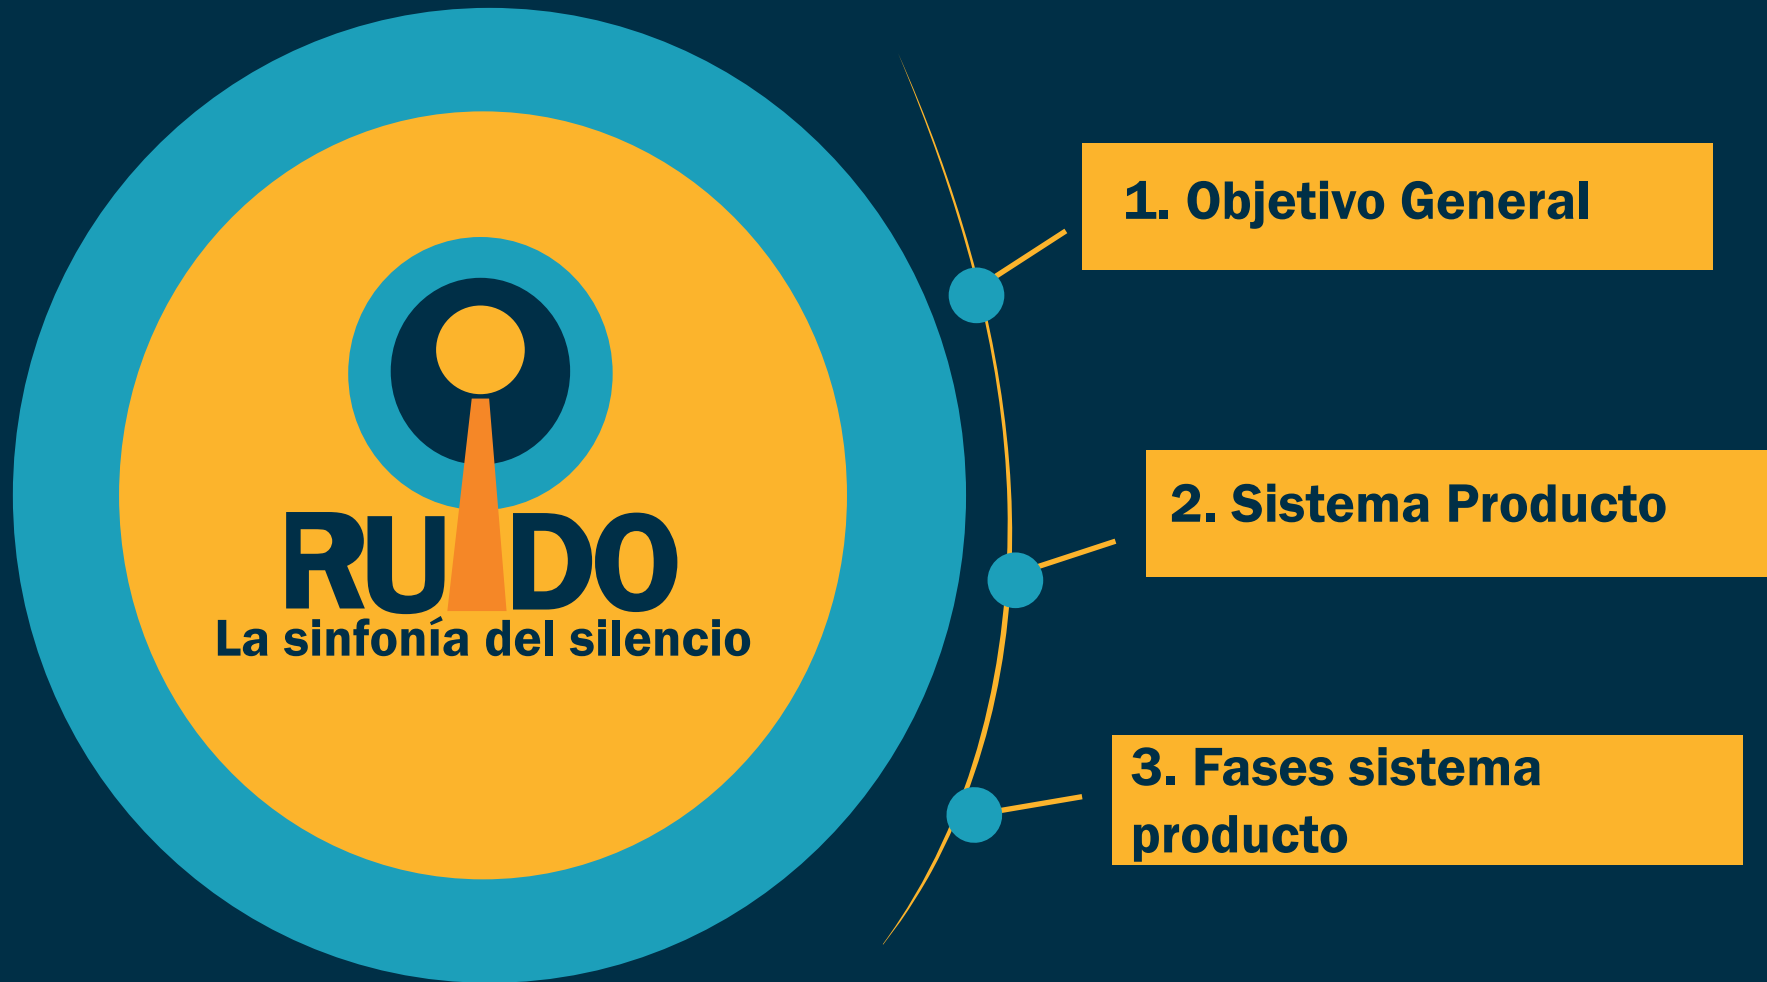 RUIDO
La sinfonía del silencio
1. Objetivo General
2. Sistema Producto
3. Fases sistema
producto